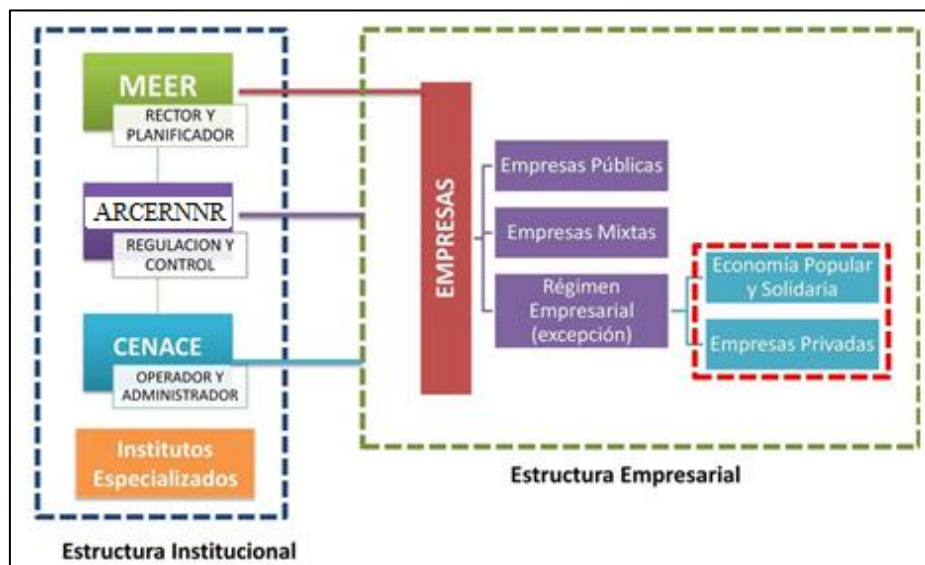 MEER
RECTOR Y
PLANIFICADOR
ARCERNNR
REGULACION Y
CONTROL
CENACE
OPERADOR Y
ADMINISTRADOR
Institutos
Especializados
Estructura Institucional
EMPRESAS
Empresas Públicas
Empresas Mixtas
Régimen
Empresarial
(excepción)
Economía Popular
y Solidaria
Empresas Privadas
Estructura Empresarial